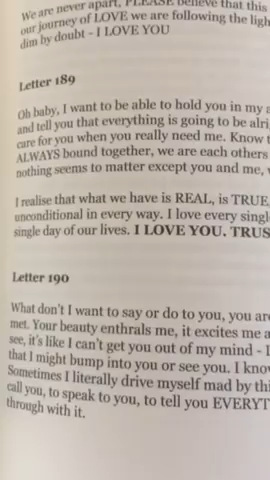 We are never apart, PLEASE believe that this
our journey of LOVE we are following the ligh
dim by doubt - I LOVE YOU
Letter 189
Oh baby, I want to be able to hold you in my a
and tell you that everything is going to be alri
care for you when you really need me. Know t
ALWAYS bound together, we are each others
nothing seems to matter except you and me,
I realise that what we have is REAL, is TRUE,
unconditional in every way. I love every singl
single day of our lives. I LOVE YOU. TRUS
Letter 190
What don't I want to say or do to you, you are
met. Your beauty enthrals me, it excites me a
see, it's like I can't get you out of my mind - I
that I might bump into you or see you. I know
Sometimes I literally drive myself mad by thi
call you, to speak to you, to tell you EVERYT
through with it.